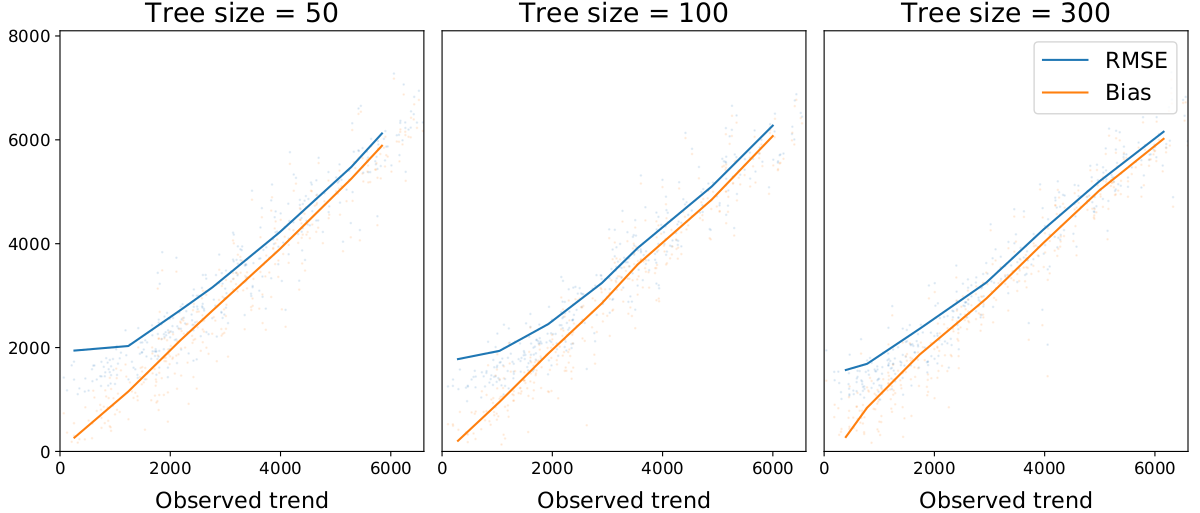 Tree size = 50
Tree size = 100
Tree size = 300
8000
6000
4000
2000
0
RMSE
Bias
0 2000 4000 6000
0 2000 4000 6000
0 2000 4000 6000
Observed trend
Observed trend
Observed trend